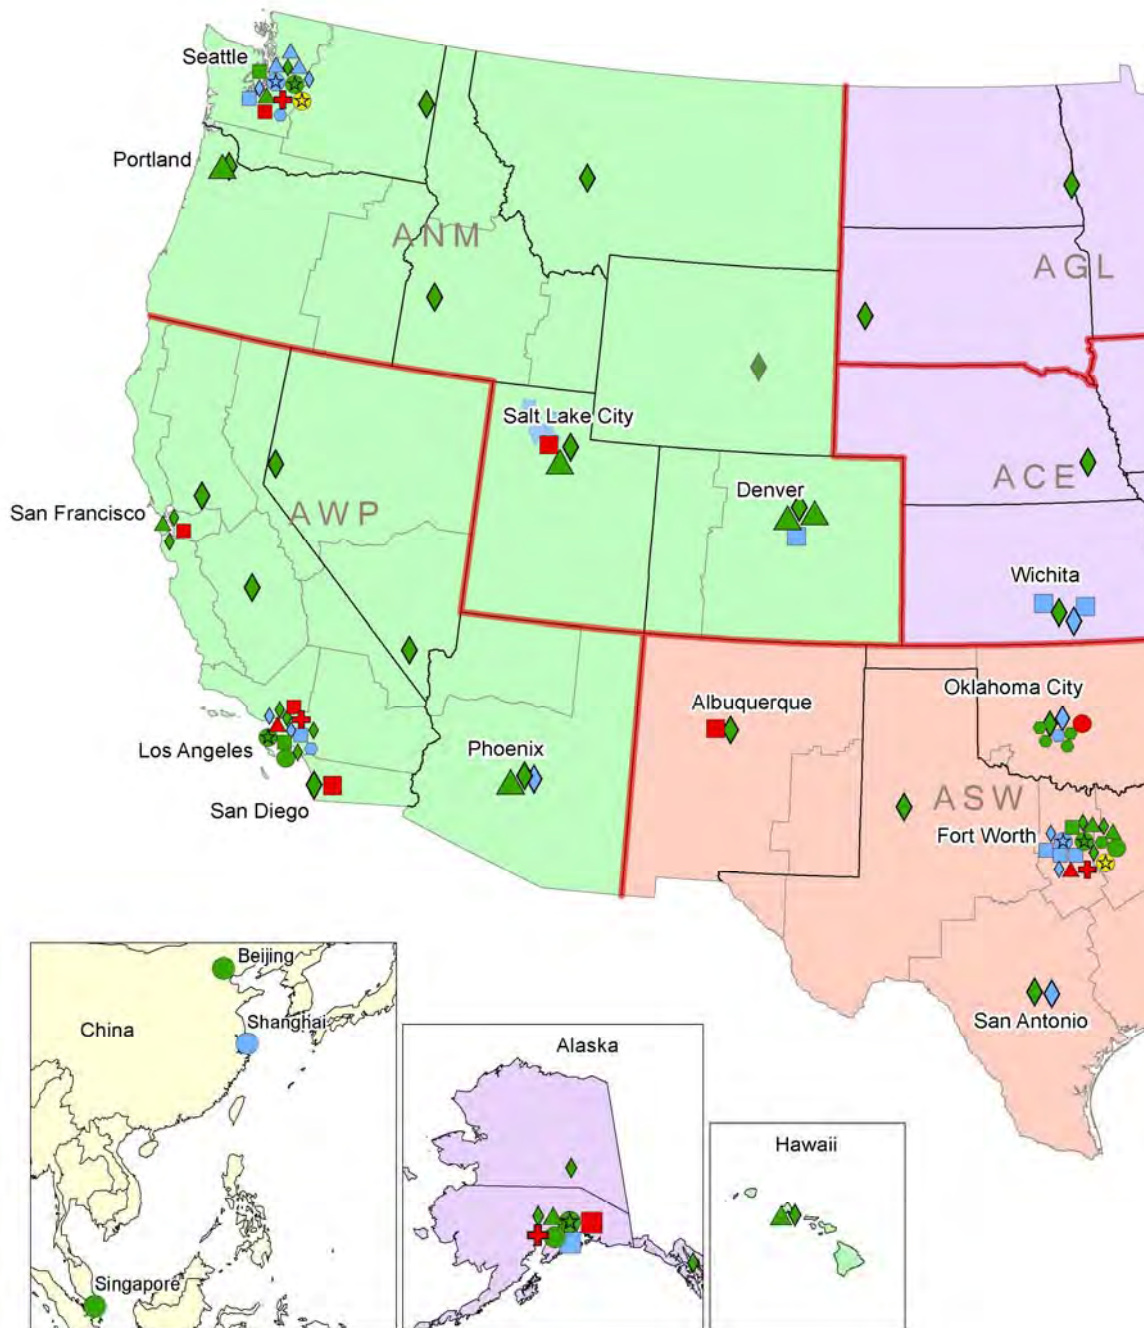 Seattle
Portland
ANM
AGL
Salt Lake City
ACE
Denver
San Francisco
AWP
Wichita
Albuquerque
Oklahoma City
Los Angeles
Phoenix
San Diego
ASW
Fort Worth
Beijing
China
Shanghai
San Antonio
Alaska
Hawaii
Singapore